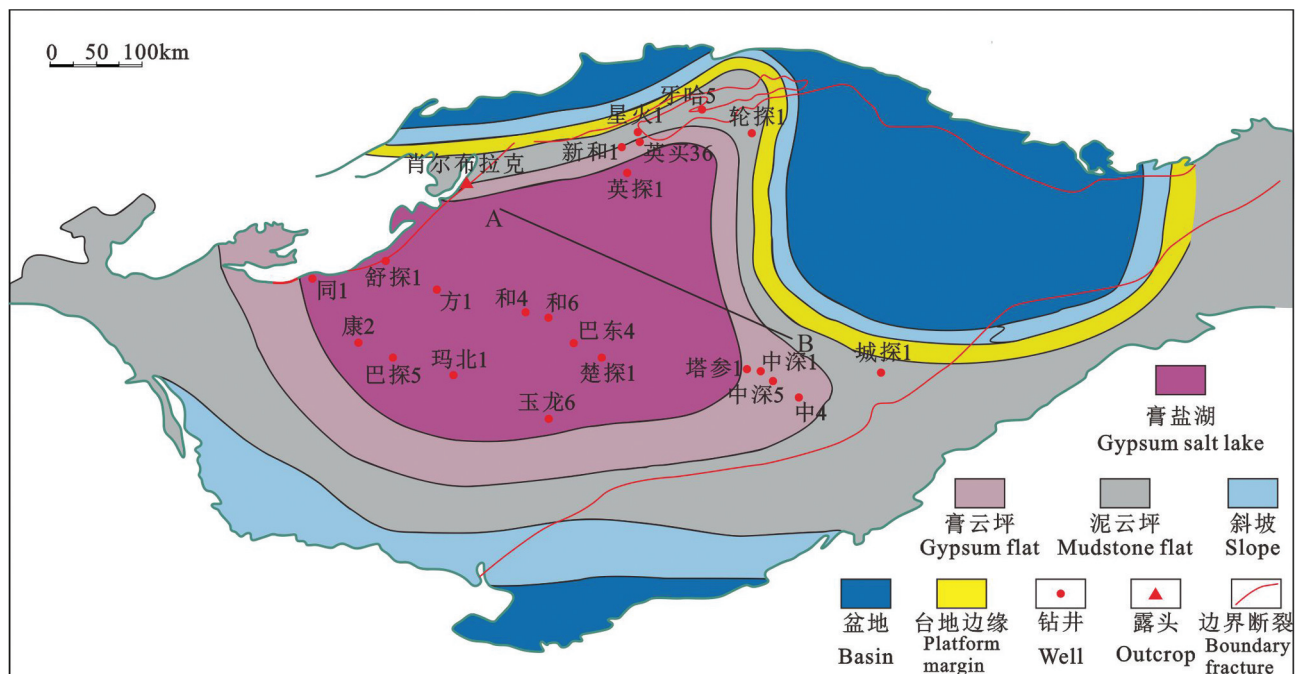 0 50 100km
牙哈5
星火1
轮探1
新和1
英买36
肖尔布拉克
英探1
A
舒探1
同1
方1
和4
和6
康2
巴东4
B
巴探5
玛北1
楚探1
塔参1
中深1
城探1
中深5
玉龙6
中4
膏盐湖
Gypsum salt lake
膏云坪
Gypsum flat
泥云坪
Mudstone flat
斜坡
Slope
盆地
Basin
台地边缘
Platform
margin
钻井
Well
露头
Outcrop
边界断裂
Boundary
fracture